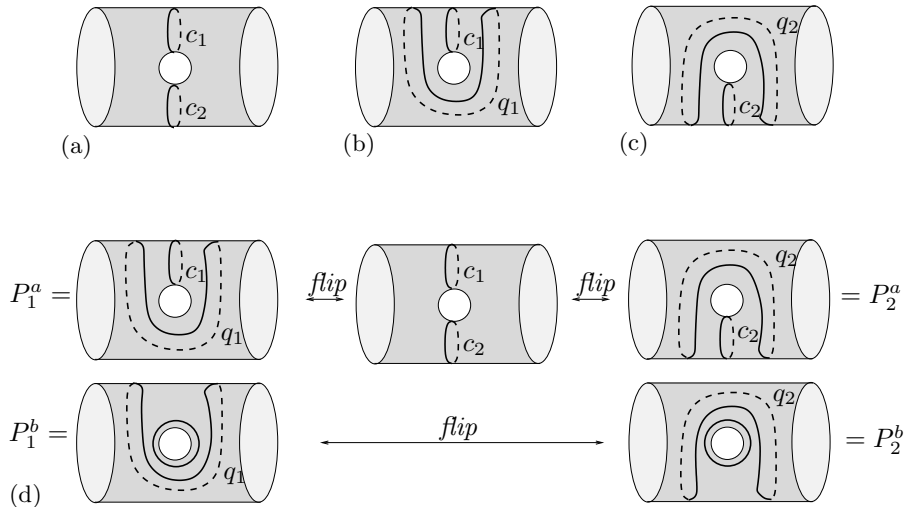 c₁ c₁ q₂
c₂ q₁ c₂
(a) (b) (c)
P₁ᵃ = c₁ q₁ flip c₁ c₂ flip q₂ c₂ = P₂ᵃ
P₁ᵇ = q₁ flip q₂ = P₂ᵇ
(d)